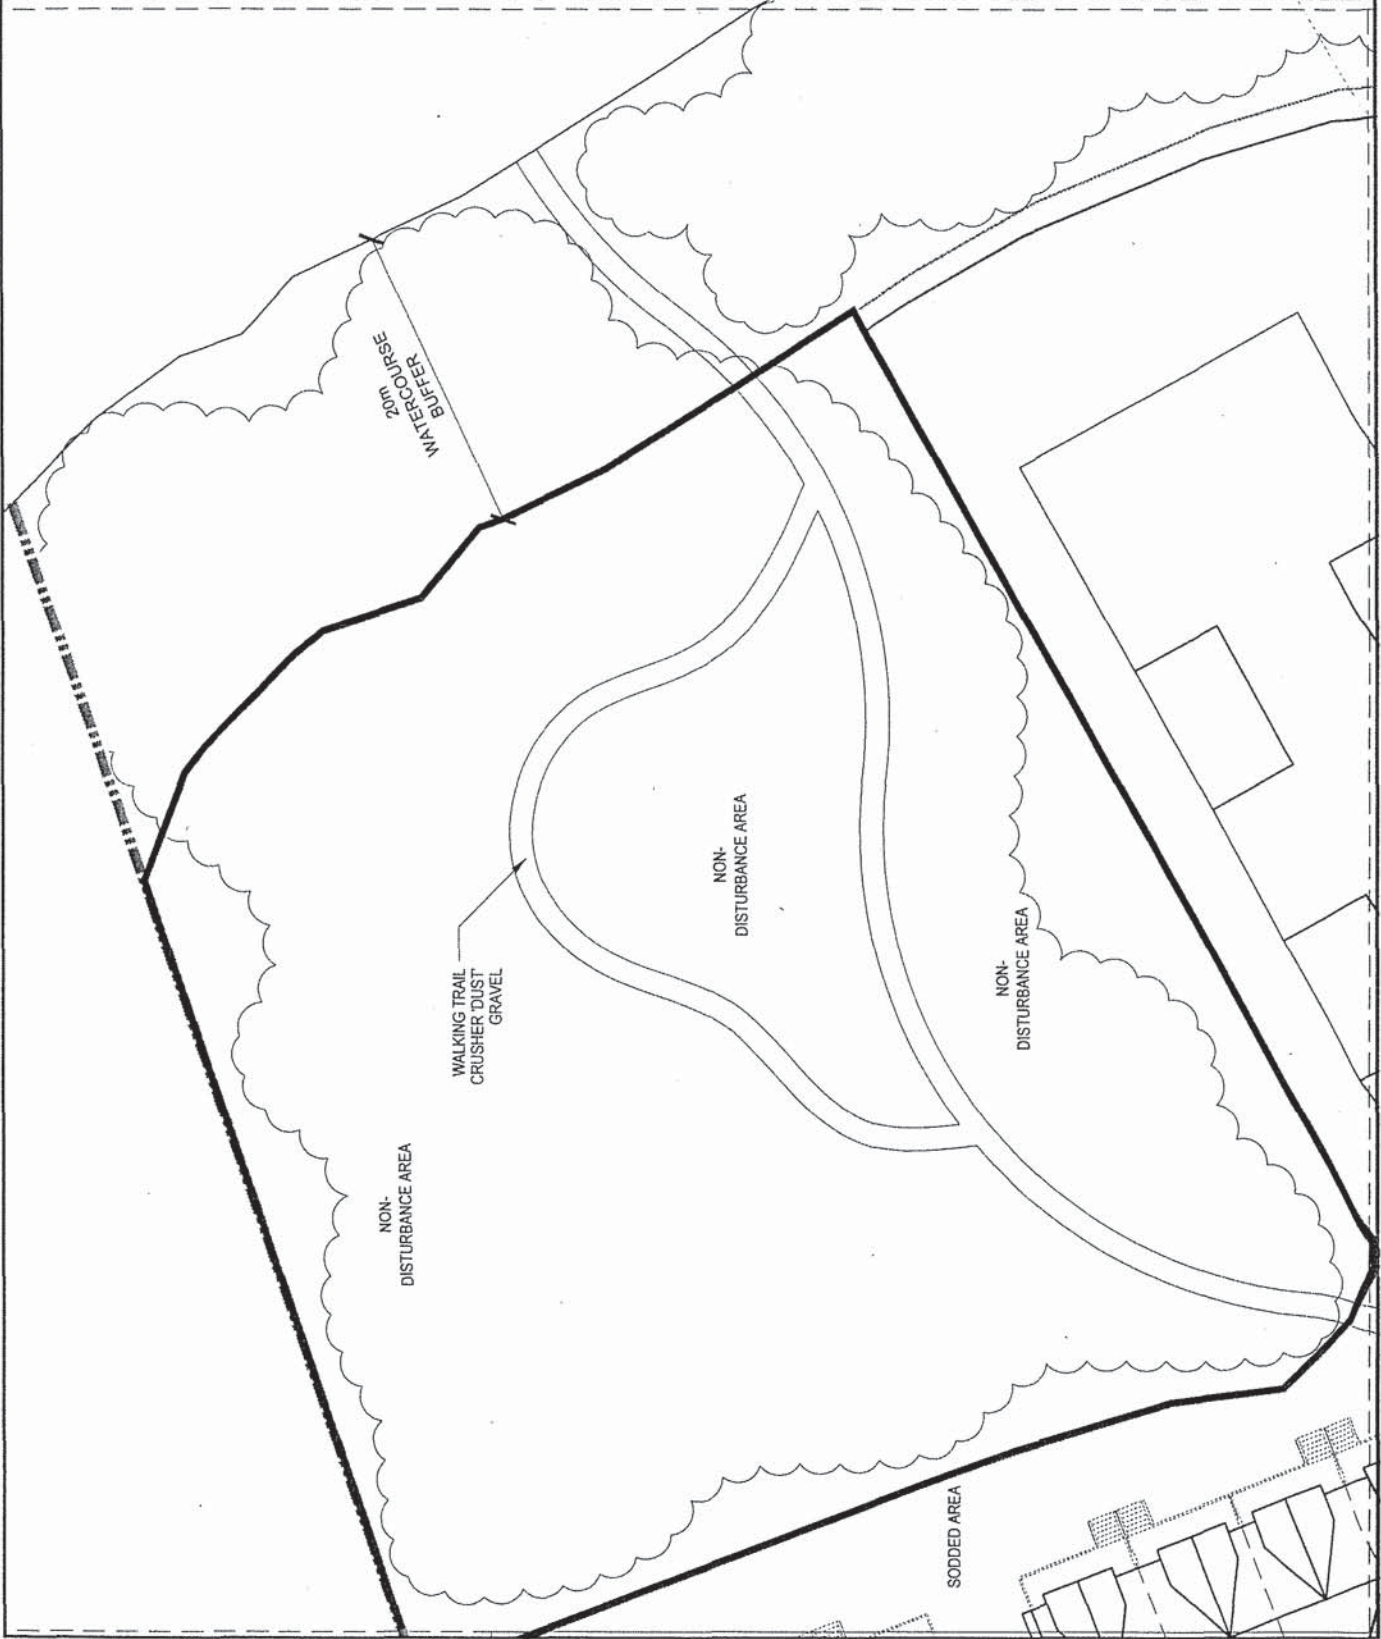 20m
WATERCOURSE
BUFFER
WALKING TRAIL
CRUSHER 'DUST'
GRAVEL
NON-
DISTURBANCE AREA
NON-
DISTURBANCE AREA
NON-
DISTURBANCE AREA
SODDED AREA